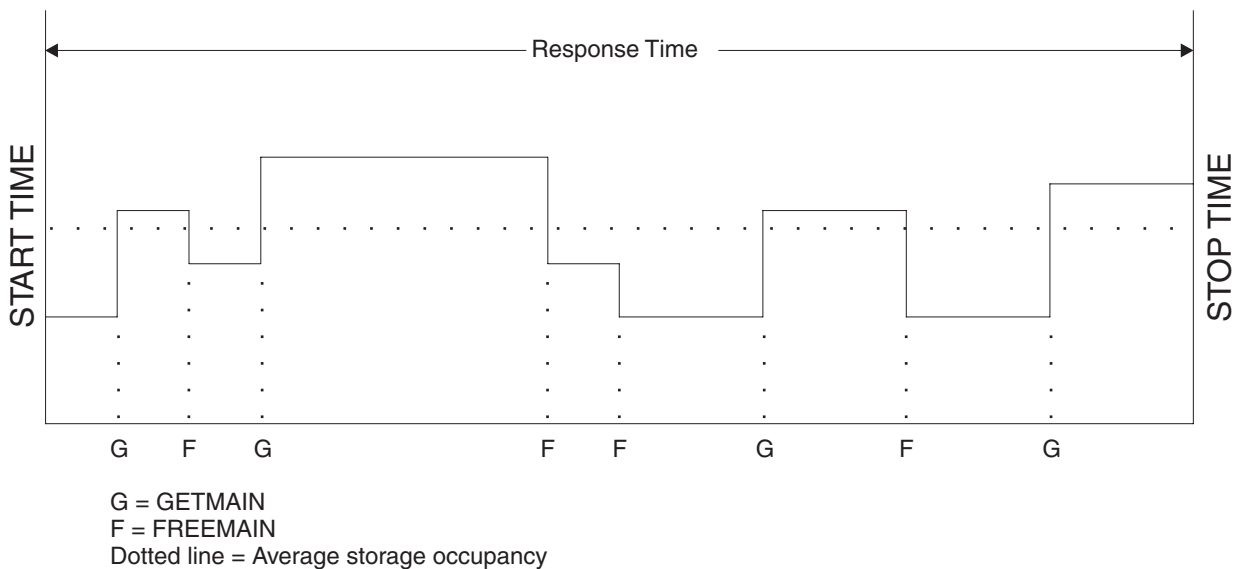 Response Time
START TIME
STOP TIME
G F G F F G F G
G = GETMAIN
F = FREEMAIN
Dotted line = Average storage occupancy